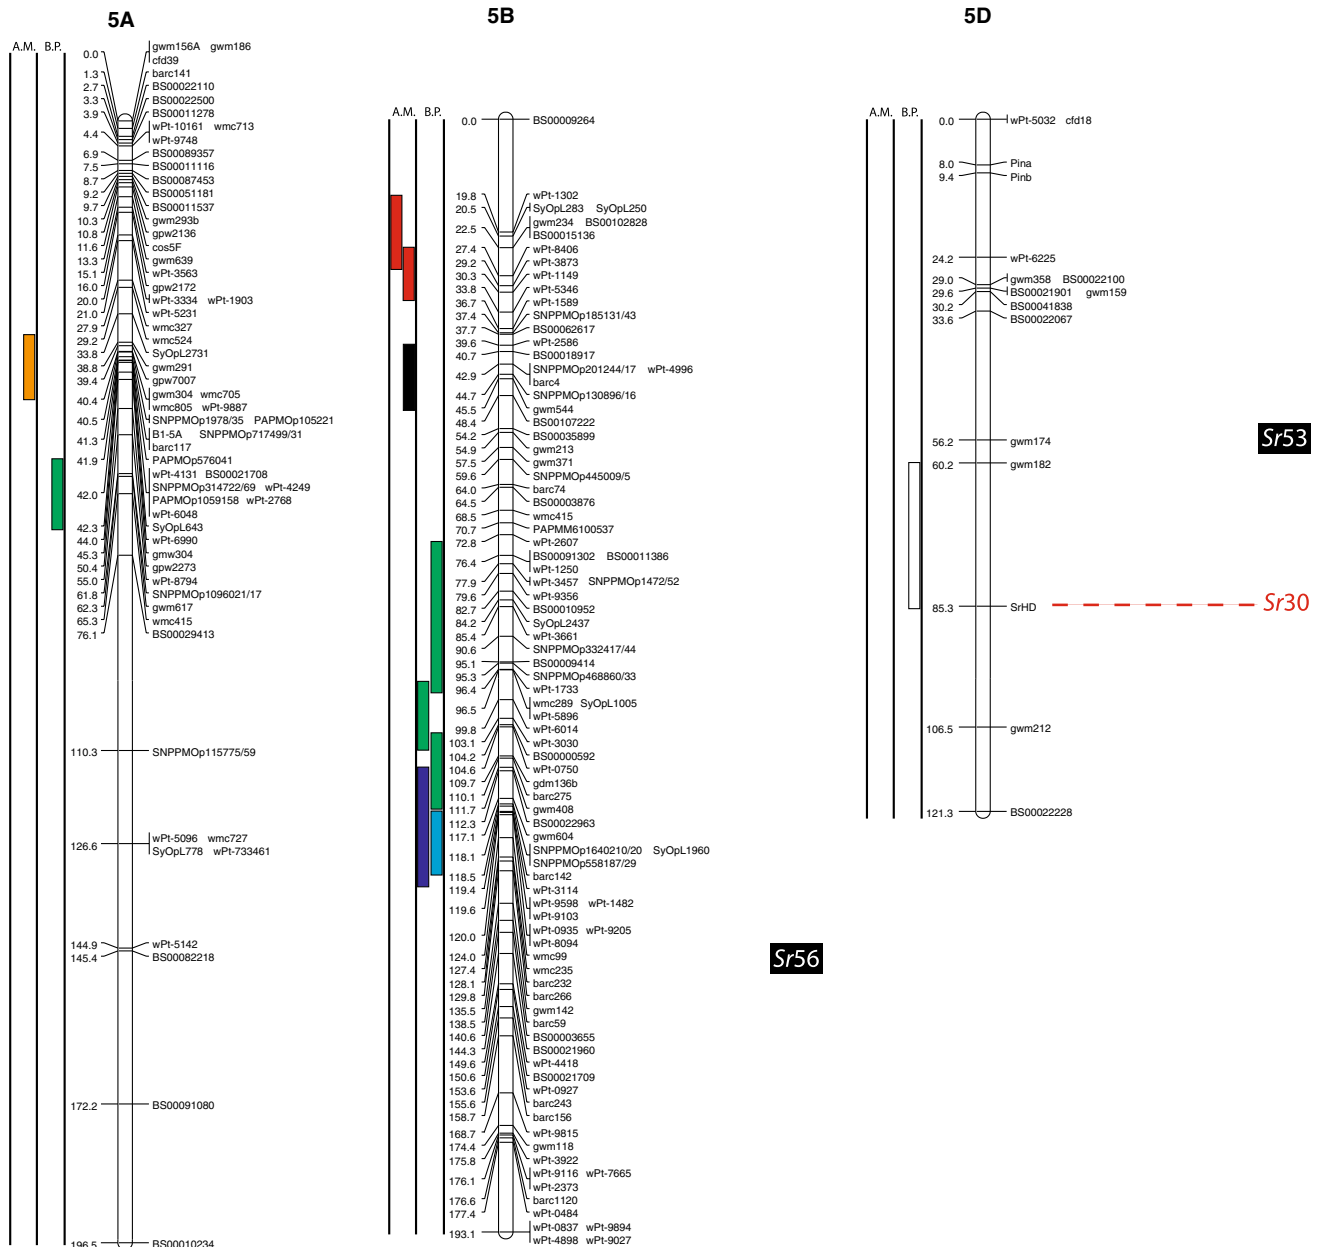 5A
A.M. B.P.
0.0 gwm156A gwm186
cfd39
1.3 barc141
2.7 BS00022110
3.3 BS00022500
3.9 BS00011278
4.4 wPt-10161 wmc713
wPt-9748
6.9 BS00089357
7.5 BS00011116
8.7 BS00087453
9.2 BS00051181
9.7 BS00011537
10.3 gwm293b
10.8 gpw2136
11.6 cos5F
13.3 gwm639
15.1 wPt-3563
16.0 gpw2172
20.0 wPt-3334 wPt-1903
21.0 wPt-5231
27.9 wmc327
29.2 wmc524
33.8 SyOpL2731
38.8 gwm291
39.4 gpw7007
40.4 gwm304 wmc705
wmc805 wPt-9887
40.5 SNPPMOp1978/35 PAPMOp105221
41.3 B1-5A SNPPMOp717499/31
barc117
41.9 PAPMOp576041
42.0 wPt-4131 BS00021708
SNPPMOp314722/69 wPt-4249
PAPMOp1059158 wPt-2768
wPt-6048
42.3 SyOpL643
44.0 wPt-6990
45.3 gmw304
50.4 gpw2273
55.0 wPt-8794
61.8 SNPPMOp1096021/17
62.3 gwm617
65.3 wmc415
76.1 BS00029413
110.3 SNPPMOp115775/59
126.6 wPt-5096 wmc727
SyOpL778 wPt-733461
144.9 wPt-5142
145.4 BS00082218
172.2 BS00091080
196.5 BS00010234
5B
A.M. B.P.
0.0 BS00009264
19.8 wPt-1302
20.5 SyOpL283 SyOpL250
22.5 gwm234 BS00102828
BS00015136
27.4 wPt-8406
29.2 wPt-3873
30.3 wPt-1149
33.8 wPt-5346
36.7 wPt-1589
37.4 SNPPMOp185131/43
37.7 BS00062617
39.6 wPt-2586
40.7 BS00018917
42.9 SNPPMOp201244/17 wPt-4996
barc4
44.7 SNPPMOp130896/16
45.5 gwm544
48.4 BS00107222
54.2 BS00035899
54.9 gwm213
57.5 gwm371
59.6 SNPPMOp445009/5
64.0 barc74
64.5 BS00003876
68.5 wmc415
70.7 PAPMM6100537
72.8 wPt-2607
76.4 BS00091302 BS00011386
wPt-1250
77.9 wPt-3457 SNPPMOp1472/52
79.6 wPt-9356
82.7 BS00010952
84.2 SyOpL2437
85.4 wPt-3661
90.6 SNPPMOp332417/44
95.1 BS00009414
95.3 SNPPMOp468860/33
96.4 wPt-1733
96.5 wmc289 SyOpL1005
wPt-5896
99.8 wPt-6014
103.1 wPt-3030
104.2 BS00000592
104.6 wPt-0750
109.7 gdm136b
110.1 barc275
111.7 gwm408
112.3 BS00022963
117.1 gwm604
118.1 SNPPMOp1640210/20 SyOpL1960
SNPPMOp558187/29
118.5 barc142
119.4 wPt-3114
119.6 wPt-9598 wPt-1482
wPt-9103
120.0 wPt-0935 wPt-9205
wPt-8094
124.0 wmc99
127.4 wmc235
128.1 barc232
129.8 barc266
135.5 gwm142
138.5 barc59
140.6 BS00003655
144.3 BS00021960
149.6 wPt-4418
150.6 BS00021709
153.6 wPt-0927
155.6 barc243
158.7 barc156
168.7 wPt-9815
174.4 gwm118
175.8 wPt-3922
176.1 wPt-9116 wPt-7665
wPt-2373
176.6 barc1120
177.4 wPt-0484
193.1 wPt-0837 wPt-9894
wPt-4898 wPt-9027
Sr56
5D
A.M. B.P.
0.0 wPt-5032 cfd18
8.0 Pina
9.4 Pinb
24.2 wPt-6225
29.0 gwm358 BS00022100
29.6 BS00021901 gwm159
30.2 BS00041838
33.6 BS00022067
56.2 gwm174
60.2 gwm182
85.3 SrHD
106.5 gwm212
121.3 BS00022228
Sr53
Sr30